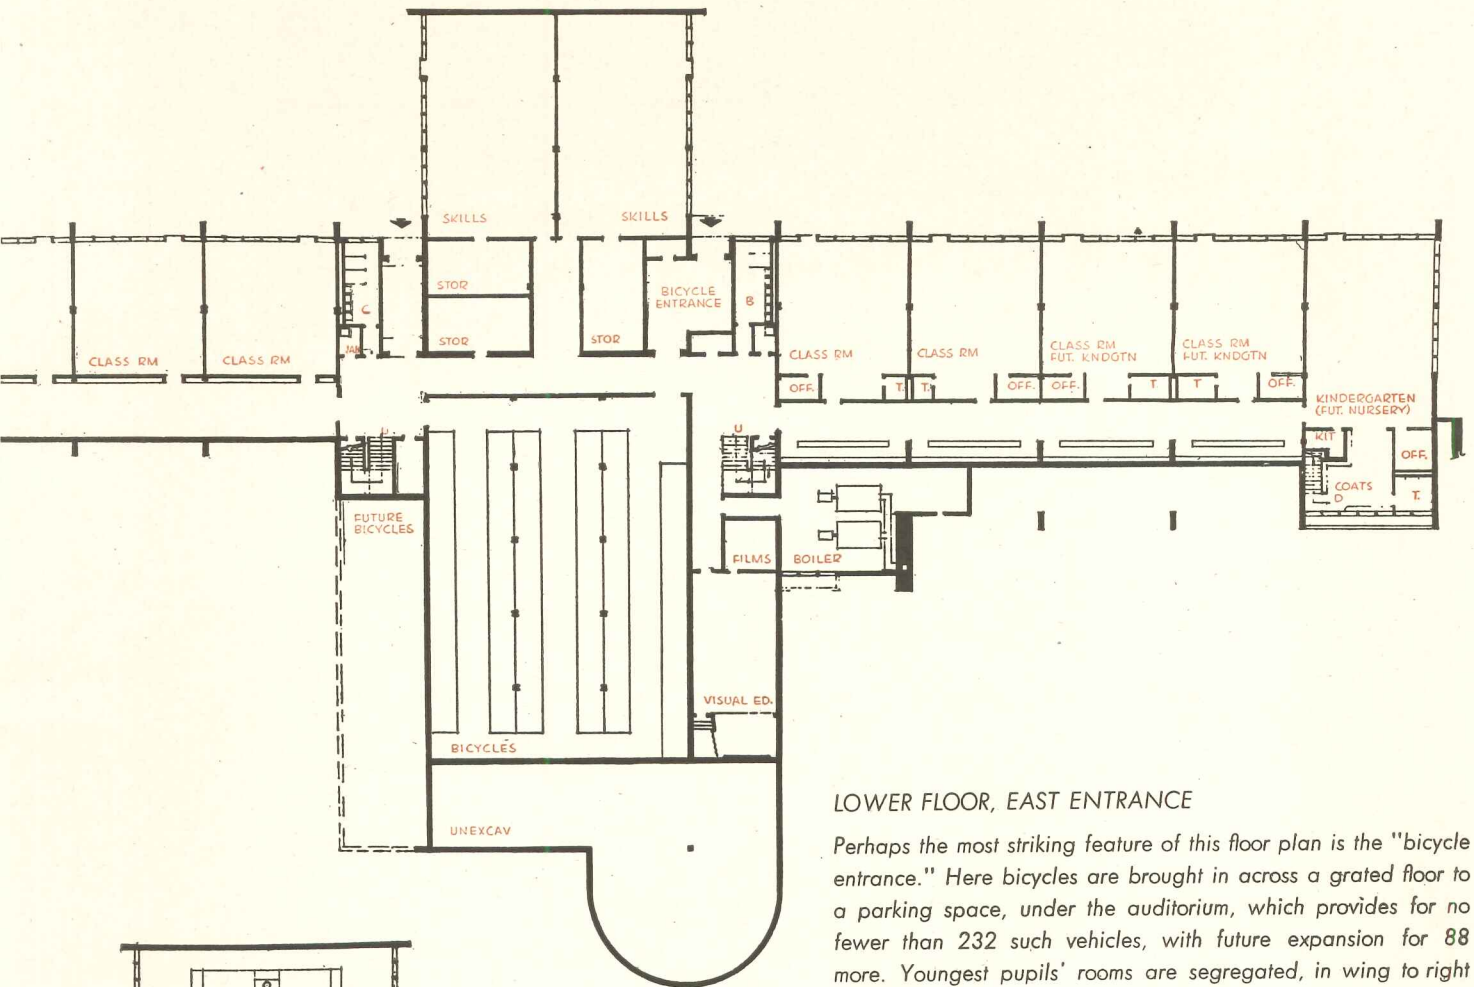 SKILLS
SKILLS
STOR
STOR
STOR
BICYCLE
ENTRANCE
B
JAN
CLASS RM
CLASS RM
CLASS RM
CLASS RM
CLASS RM
FUT. KNDGTN
CLASS RM
FUT. KNDGTN
OFF.
T.
T.
OFF.
OFF.
T
T
OFF.
KINDERGARTEN
(FUT. NURSERY)
KIT
OFF.
COATS
D
T.
U
FUTURE
BICYCLES
FILMS
BOILER
VISUAL ED.
BICYCLES
UNEXCAV
LOWER FLOOR, EAST ENTRANCE
Perhaps the most striking feature of this floor plan is the "bicycle
entrance." Here bicycles are brought in across a grated floor to
a parking space, under the auditorium, which provides for no
fewer than 232 such vehicles, with future expansion for 88
more. Youngest pupils' rooms are segregated, in wing to right